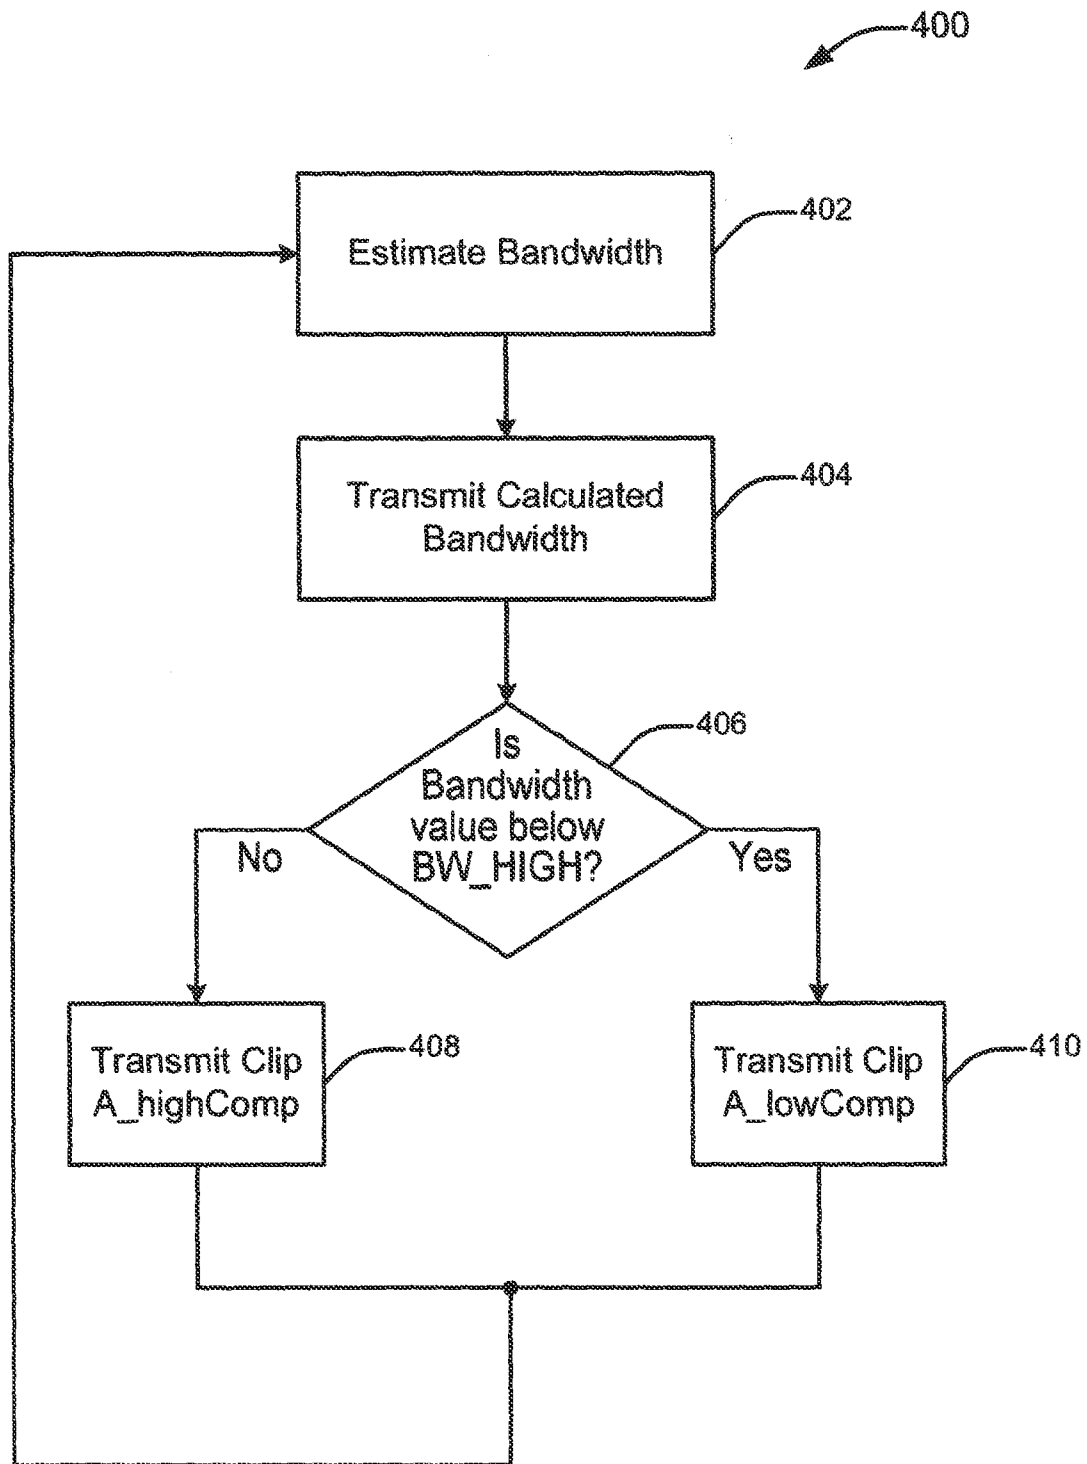 400
Estimate Bandwidth
402
Transmit Calculated
Bandwidth
404
Is
Bandwidth
value below
BW_HIGH?
406
No
Yes
Transmit Clip
A_highComp
408
Transmit Clip
A_lowComp
410